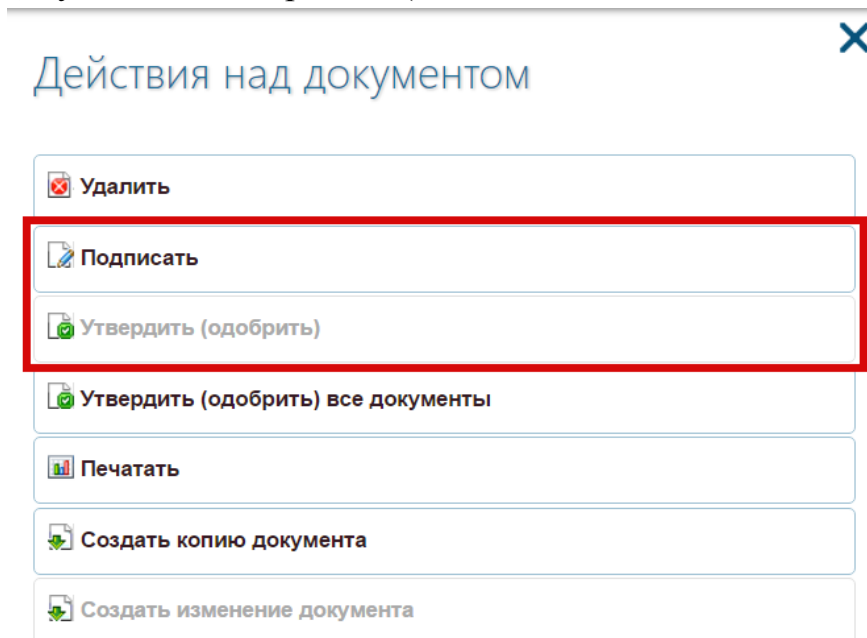 Действия над документом
Удалить
Подписать
Утвердить (одобрить)
Утвердить (одобрить) все документы
Печатать
Создать копию документа
Создать изменение документа